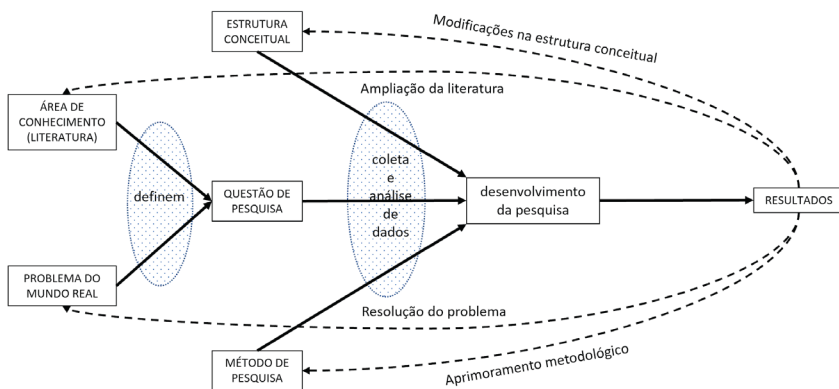 ESTRUTURA
CONCEITUAL
Modificações na estrutura conceitual
Ampliação da literatura
ÁREA DE
CONHECIMENTO
(LITERATURA)
definem
QUESTÃO DE
PESQUISA
coleta
e
análise
de
dados
desenvolvimento
da pesquisa
RESULTADOS
PROBLEMA DO
MUNDO REAL
Resolução do problema
MÉTODO DE
PESQUISA
Aprimoramento metodológico